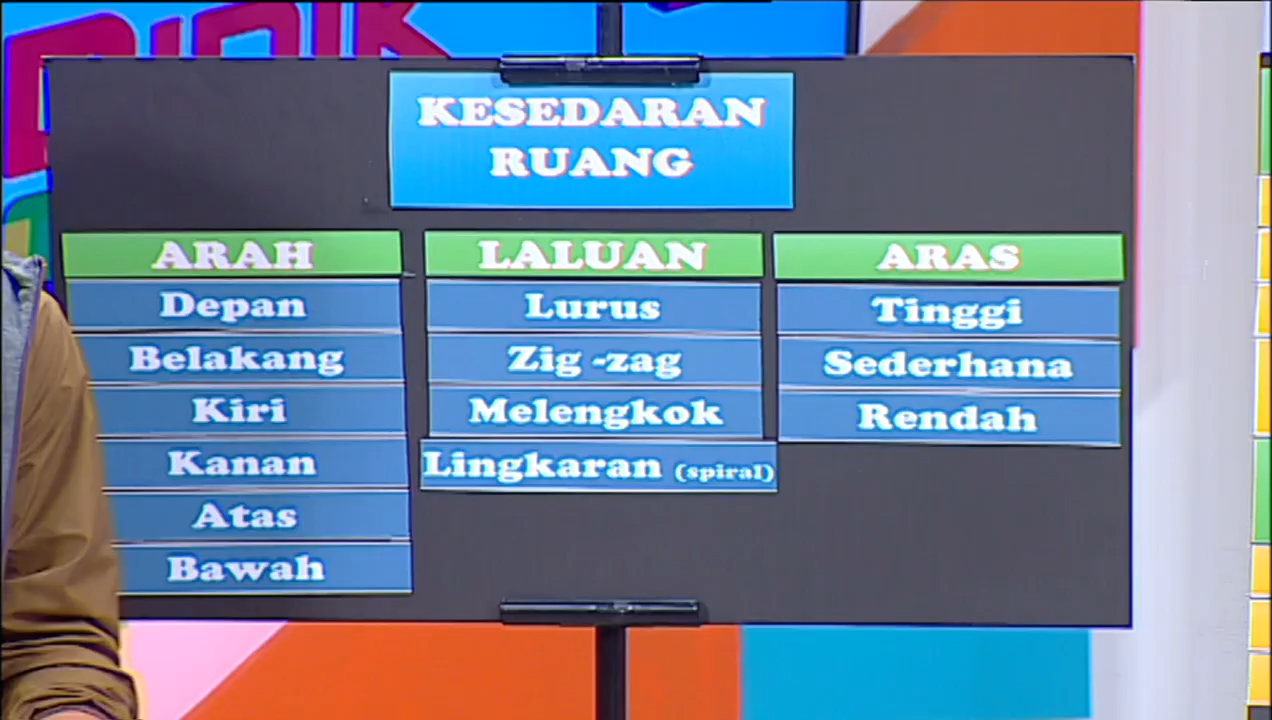 DIDIK
KESEDARAN
RUANG
ARAH
Depan
Belakang
Kiri
Kanan
Atas
Bawah
LALUAN
Lurus
Zig -zag
Melengkok
Lingkaran (spiral)
ARAS
Tinggi
Sederhana
Rendah